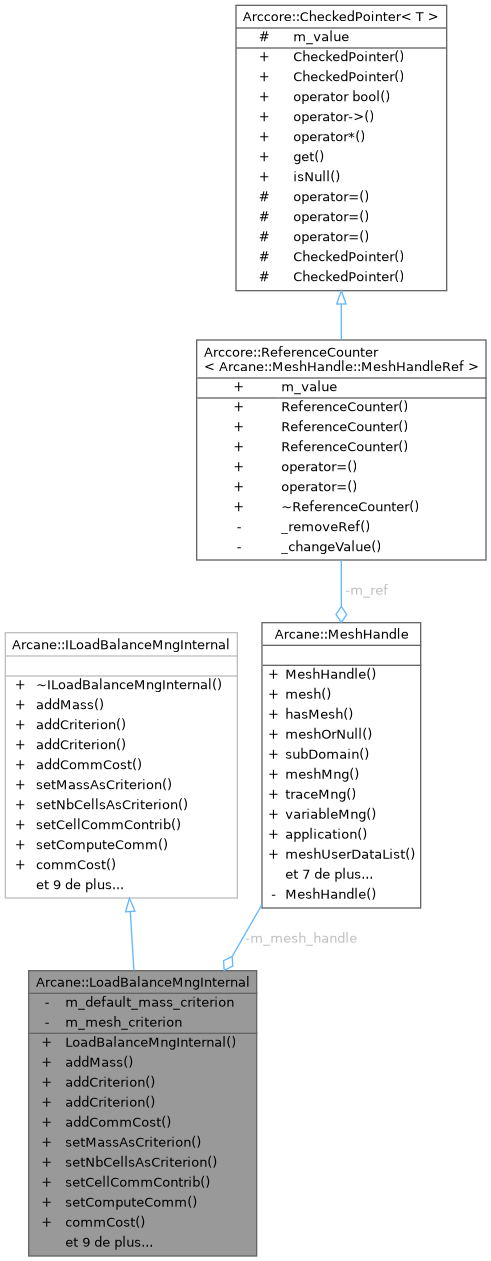 Arccore::CheckedPointer< T >
# m_value
+ CheckedPointer()
+ CheckedPointer()
+ operator bool()
+ operator->()
+ operator*()
+ get()
+ isNull()
# operator=()
# operator=()
# operator=()
# CheckedPointer()
# CheckedPointer()
Arccore::ReferenceCounter
< Arcane::MeshHandle::MeshHandleRef >
+ m_value
+ ReferenceCounter()
+ ReferenceCounter()
+ ReferenceCounter()
+ operator=()
+ operator=()
+ ~ReferenceCounter()
- _removeRef()
- _changeValue()
-m_ref
Arcane::MeshHandle
+ MeshHandle()
+ mesh()
+ hasMesh()
+ meshOrNull()
+ subDomain()
+ meshMng()
+ traceMng()
+ variableMng()
+ application()
+ meshUserDataList()
et 7 de plus...
- MeshHandle()
Arcane::ILoadBalanceMngInternal
+ ~ILoadBalanceMngInternal()
+ addMass()
+ addCriterion()
+ addCriterion()
+ addCommCost()
+ setMassAsCriterion()
+ setNbCellsAsCriterion()
+ setCellCommContrib()
+ setComputeComm()
+ commCost()
et 9 de plus...
-m_mesh_handle
Arcane::LoadBalanceMngInternal
- m_default_mass_criterion
- m_mesh_criterion
+ LoadBalanceMngInternal()
+ addMass()
+ addCriterion()
+ addCriterion()
+ addCommCost()
+ setMassAsCriterion()
+ setNbCellsAsCriterion()
+ setCellCommContrib()
+ setComputeComm()
+ commCost()
et 9 de plus...